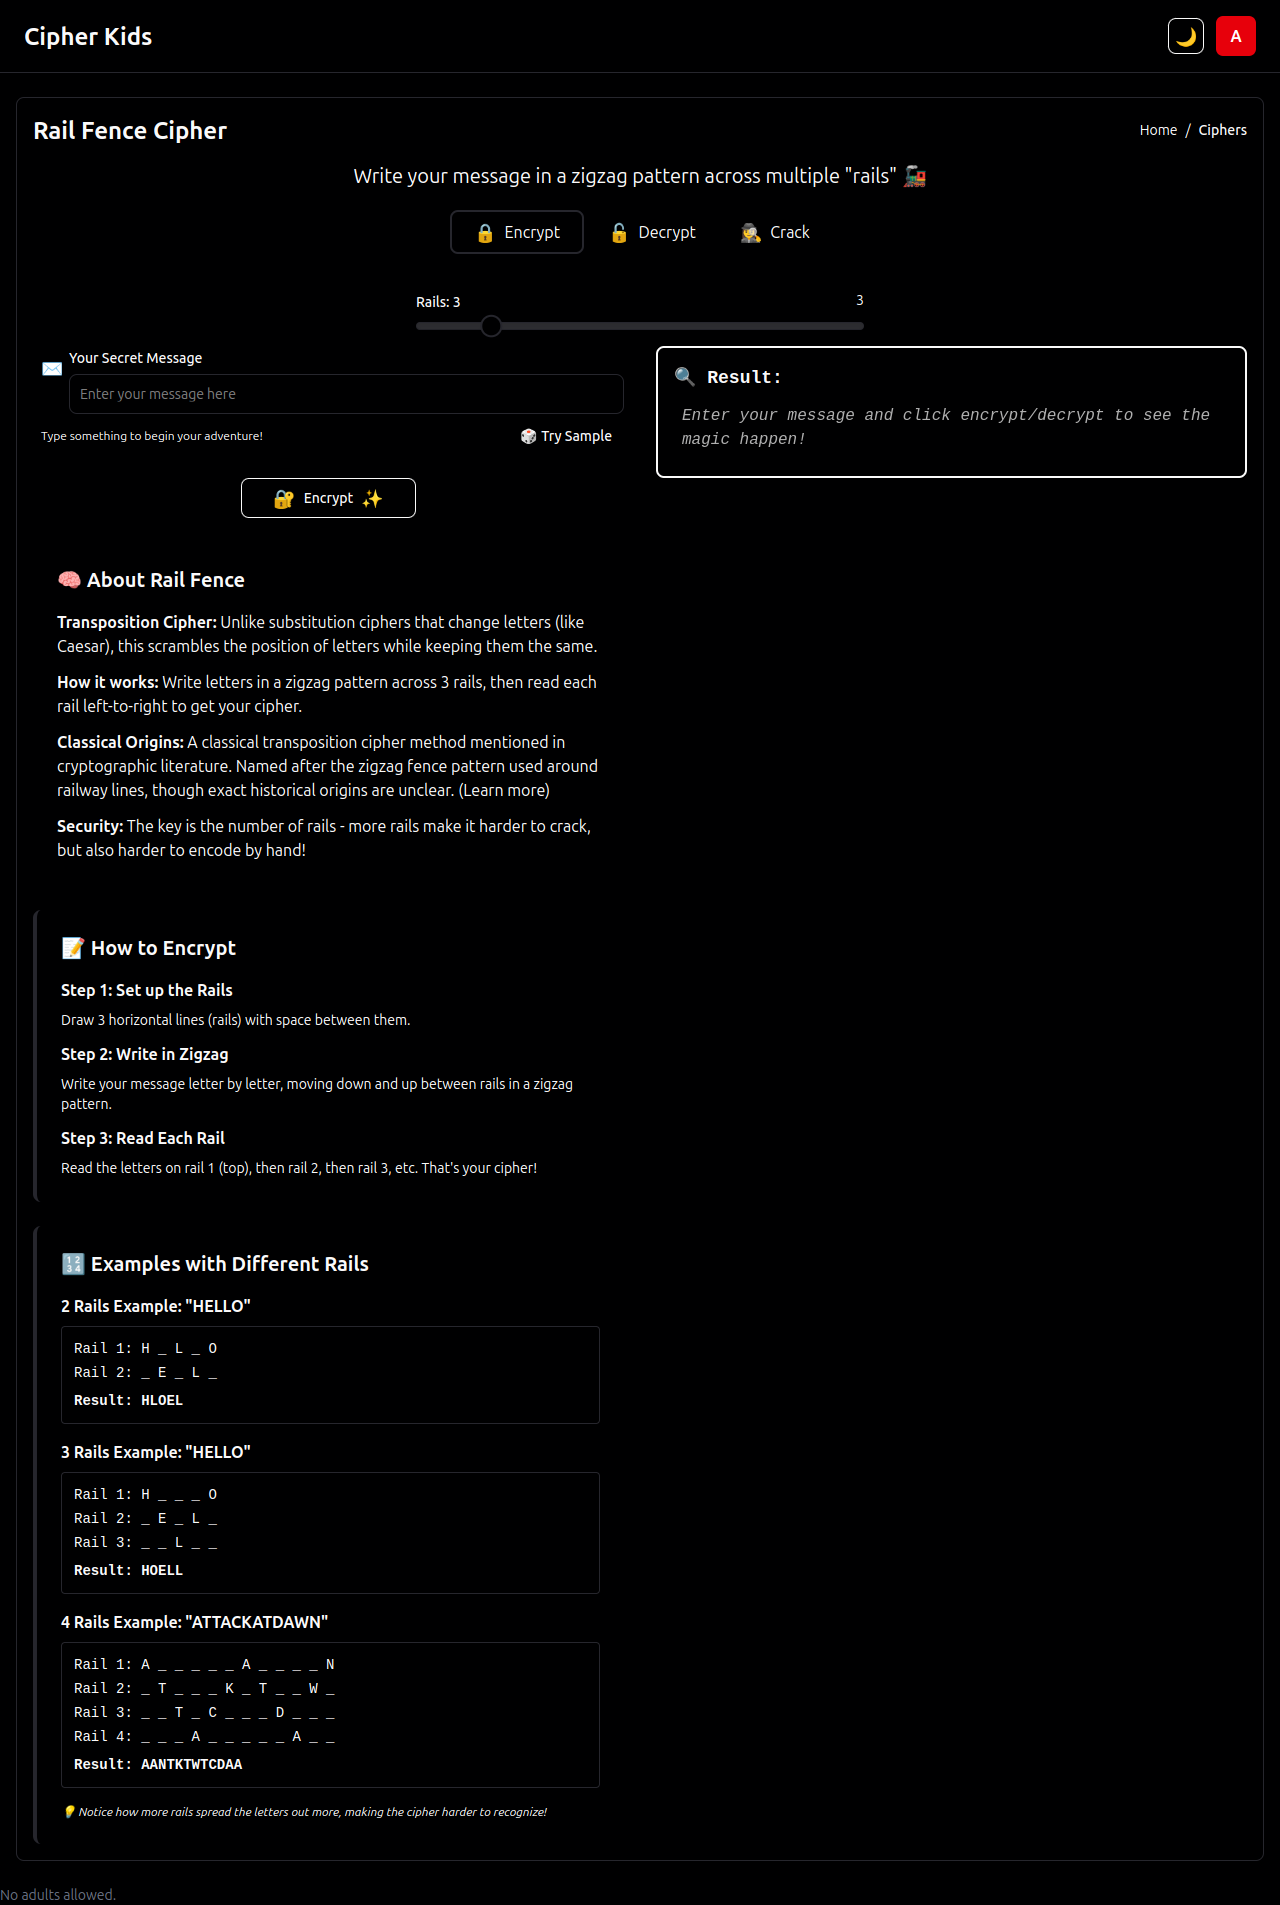 Cipher Kids
A
Rail Fence Cipher
Home / Ciphers
Write your message in a zigzag pattern across multiple "rails" 🚂
🔒 Encrypt
🔓 Decrypt
🕵️ Crack
Rails: 3
3
Your Secret Message
Enter your message here
Type something to begin your adventure!
🎲 Try Sample
🔐 Encrypt ✨
🔍 Result:
Enter your message and click encrypt/decrypt to see the
magic happen!
🧠 About Rail Fence
Transposition Cipher: Unlike substitution ciphers that change letters (like
Caesar), this scrambles the position of letters while keeping them the same.
How it works: Write letters in a zigzag pattern across 3 rails, then read each
rail left-to-right to get your cipher.
Classical Origins: A classical transposition cipher method mentioned in
cryptographic literature. Named after the zigzag fence pattern used around
railway lines, though exact historical origins are unclear. (Learn more)
Security: The key is the number of rails - more rails make it harder to crack,
but also harder to encode by hand!
📝 How to Encrypt
Step 1: Set up the Rails
Draw 3 horizontal lines (rails) with space between them.
Step 2: Write in Zigzag
Write your message letter by letter, moving down and up between rails in a zigzag
pattern.
Step 3: Read Each Rail
Read the letters on rail 1 (top), then rail 2, then rail 3, etc. That's your cipher!
🔢 Examples with Different Rails
2 Rails Example: "HELLO"
Rail 1: H _ L _ O
Rail 2: _ E _ L _
Result: HLOEL
3 Rails Example: "HELLO"
Rail 1: H _ _ _ O
Rail 2: _ E _ L _
Rail 3: _ _ L _ _
Result: HOELL
4 Rails Example: "ATTACKATDAWN"
Rail 1: A _ _ _ _ _ A _ _ _ _ N
Rail 2: _ T _ _ _ K _ T _ _ W _
Rail 3: _ _ T _ C _ _ _ D _ _ _
Rail 4: _ _ _ A _ _ _ _ _ A _ _
Result: AANTKTWTCDAA
💡 Notice how more rails spread the letters out more, making the cipher harder to recognize!
No adults allowed.